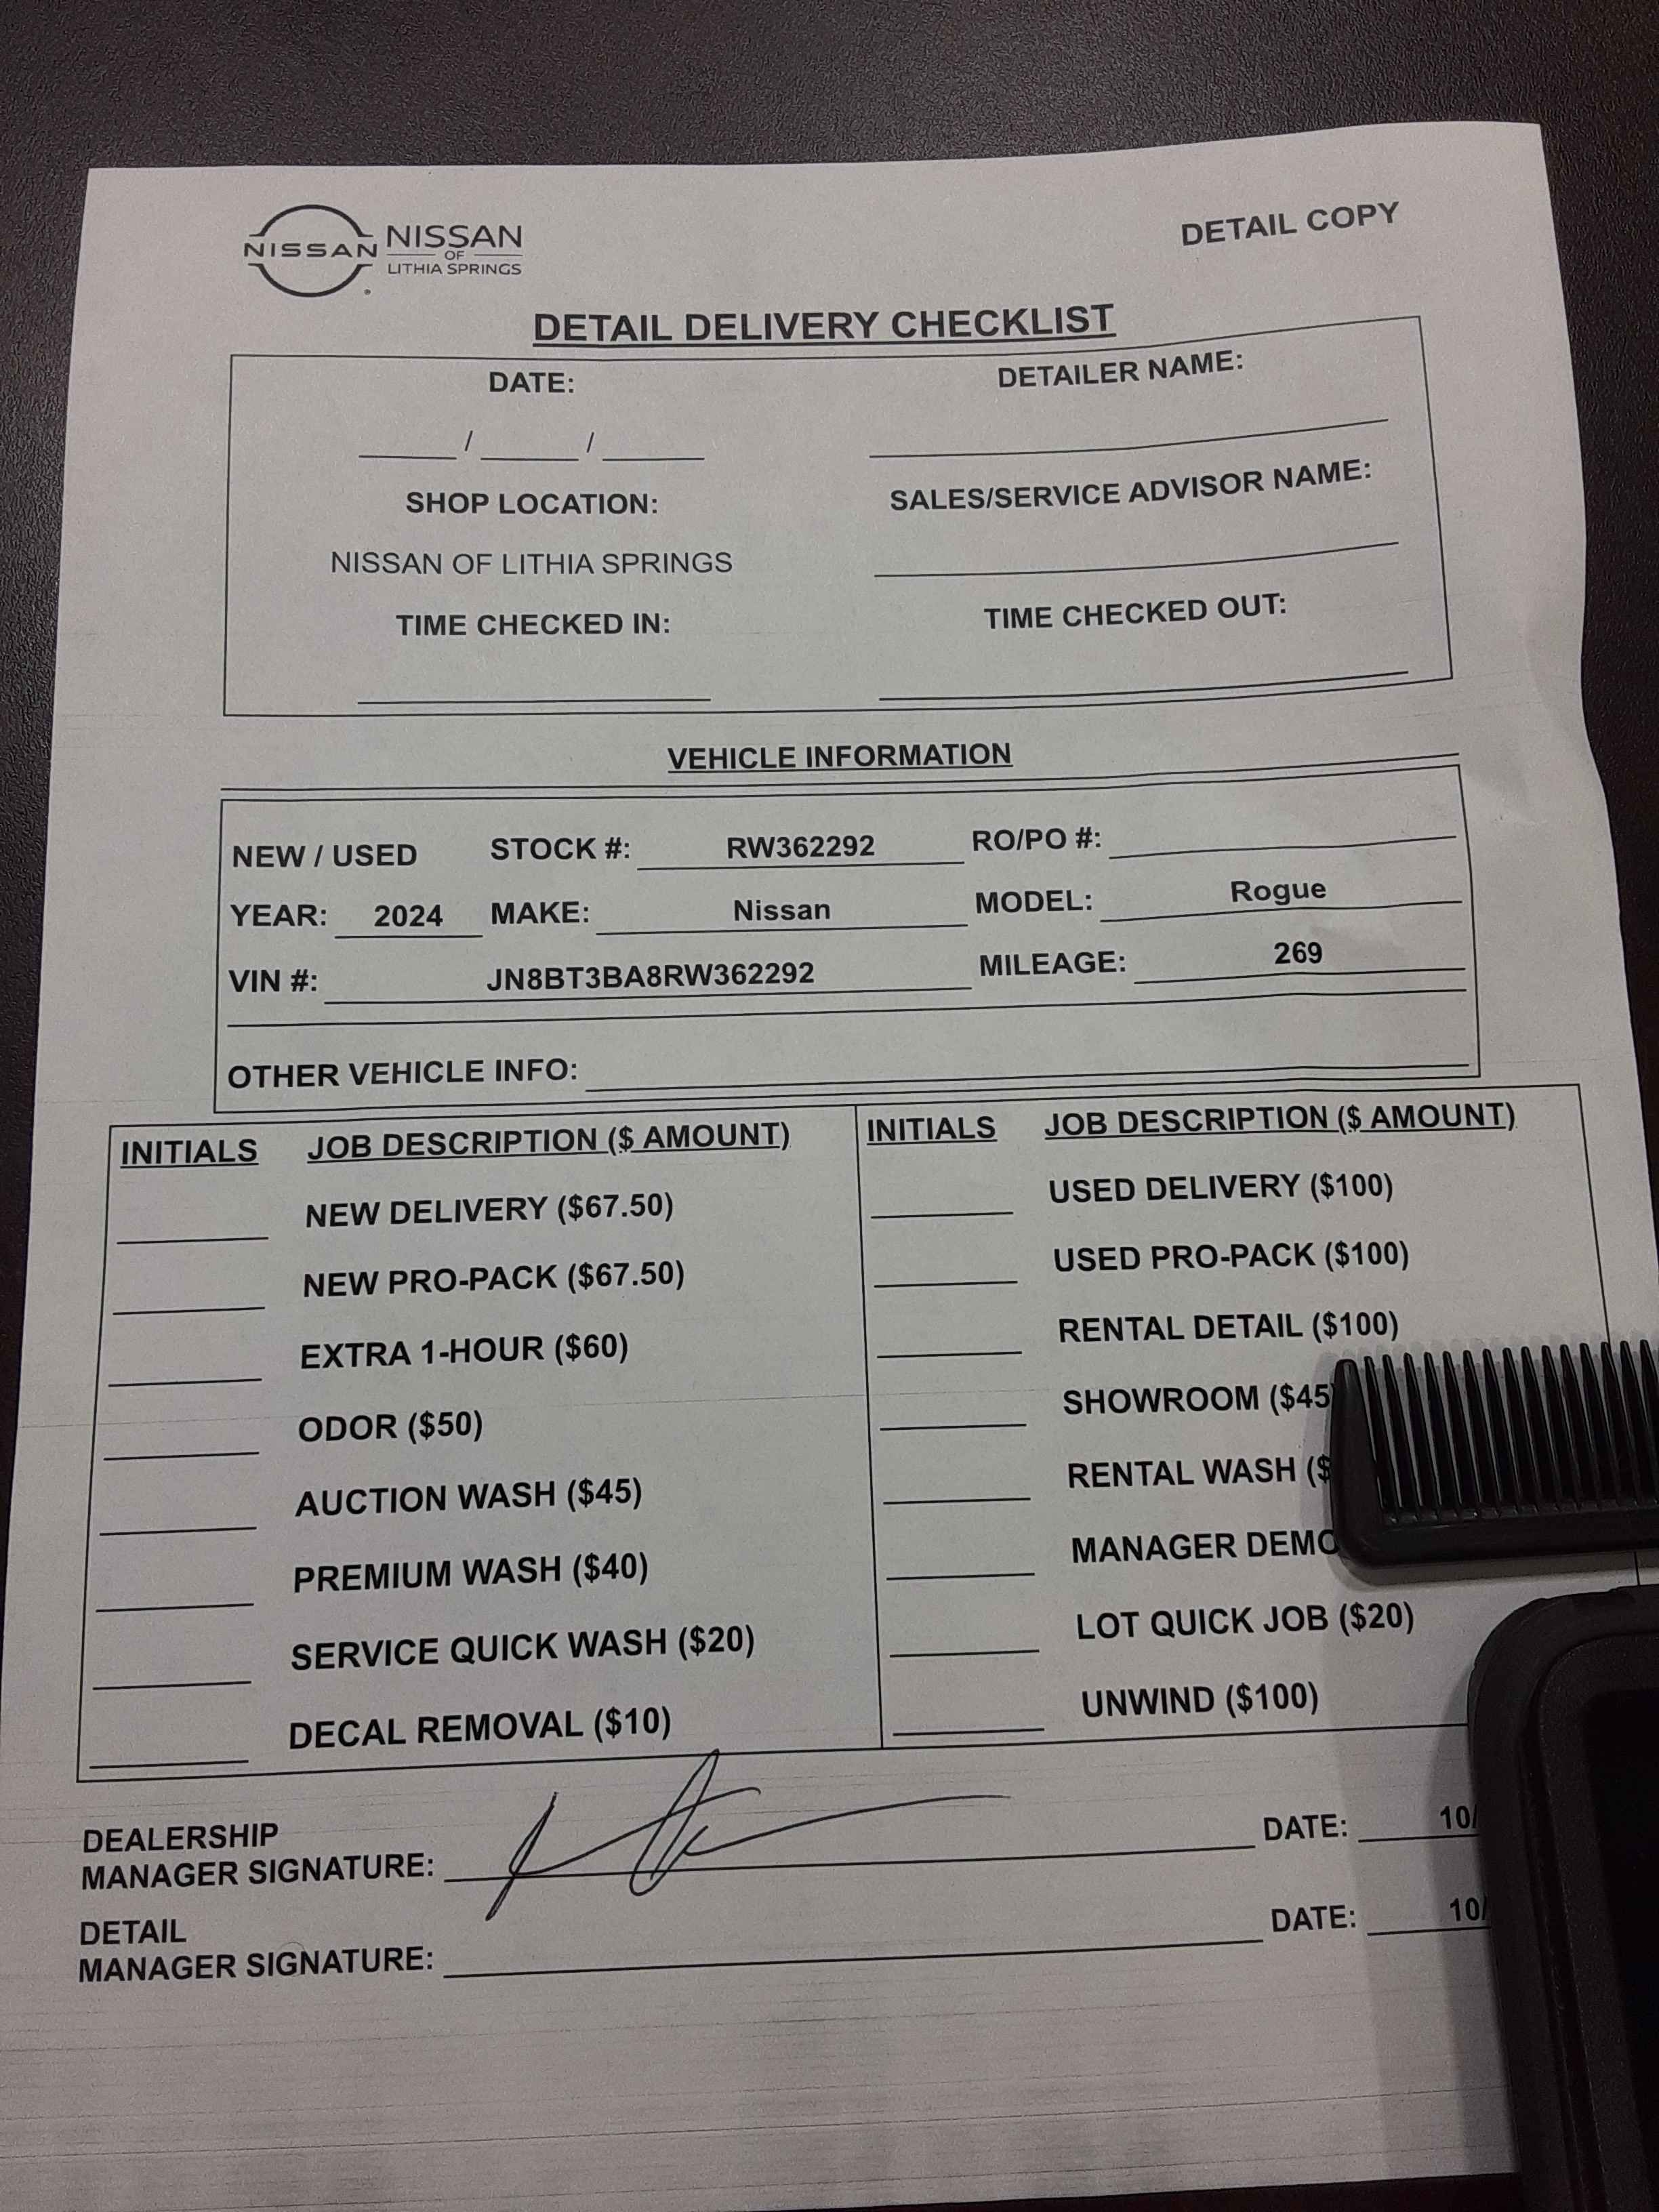 NISSAN
NISSAN
OF
LITHIA SPRINGS
DETAIL COPY
DETAIL DELIVERY CHECKLIST
DATE:
DETAILER NAME:
____ / ____ / ____
SHOP LOCATION:
SALES/SERVICE ADVISOR NAME:
NISSAN OF LITHIA SPRINGS
TIME CHECKED IN:
TIME CHECKED OUT:
VEHICLE INFORMATION
NEW / USED STOCK #: RW362292 RO/PO #:
YEAR: 2024 MAKE: Nissan MODEL: Rogue
VIN #: JN8BT3BA8RW362292 MILEAGE: 269
OTHER VEHICLE INFO:
INITIALS JOB DESCRIPTION ($ AMOUNT)
NEW DELIVERY ($67.50)
NEW PRO-PACK ($67.50)
EXTRA 1-HOUR ($60)
ODOR ($50)
AUCTION WASH ($45)
PREMIUM WASH ($40)
SERVICE QUICK WASH ($20)
DECAL REMOVAL ($10)
INITIALS JOB DESCRIPTION ($ AMOUNT)
USED DELIVERY ($100)
USED PRO-PACK ($100)
RENTAL DETAIL ($100)
SHOWROOM ($45
RENTAL WASH ($
MANAGER DEMO
LOT QUICK JOB ($20)
UNWIND ($100)
DEALERSHIP
MANAGER SIGNATURE: DATE: 10/
DETAIL
MANAGER SIGNATURE: DATE: 10/